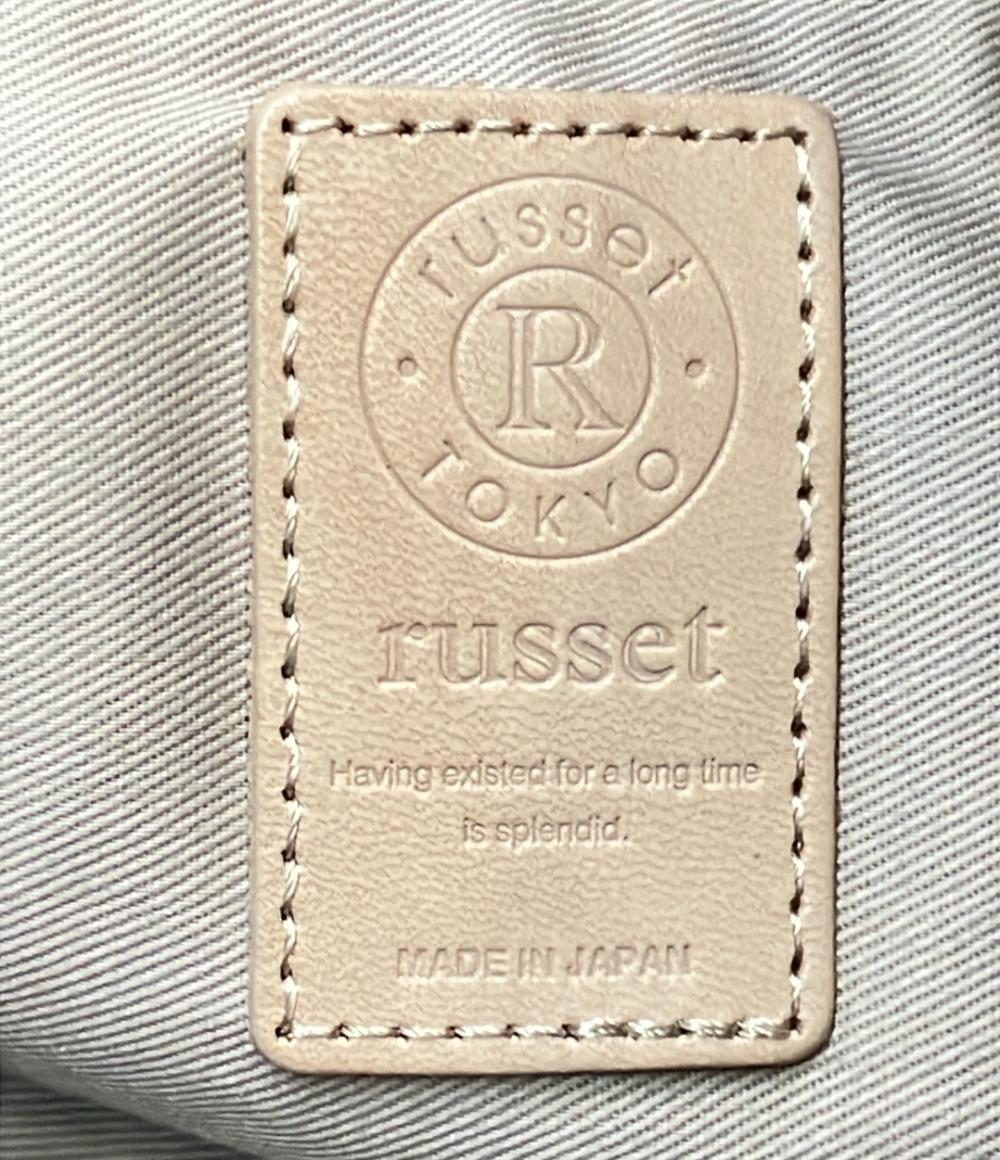 russet
R
TOKYO
russet
Having existed for a long time
is splendid.
MADE IN JAPAN